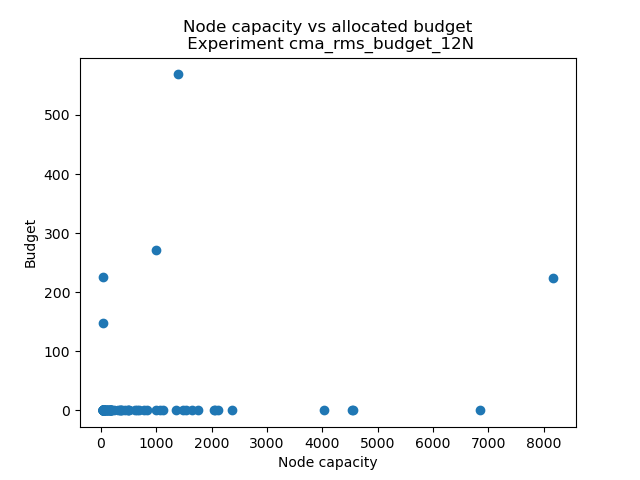 Node capacity vs allocated budget
Experiment cma_rms_budget_12N
500
400
300
200
100
0
Budget
0 1000 2000 3000 4000 5000 6000 7000 8000
Node capacity